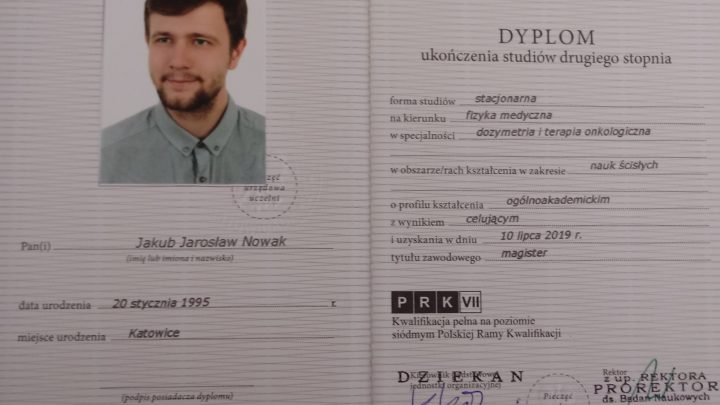 Pieczęć
urzędowa
uczelni
Pan(i) Jakub Jarosław Nowak
(imię lub imiona i nazwisko)
data urodzenia 20 stycznia 1995 r.
miejsce urodzenia Katowice
(podpis posiadacza dyplomu)
DYPLOM
ukończenia studiów drugiego stopnia
forma studiów stacjonarna
na kierunku fizyka medyczna
w specjalności dozymetria i terapia onkologiczna
w obszarze/rach kształcenia w zakresie nauk ścisłych
o profilu kształcenia ogólnoakademickim
z wynikiem celującym
i uzyskania w dniu 10 lipca 2019 r.
tytułu zawodowego magister
PRK VII
Kwalifikacja pełna na poziomie
siódmym Polskiej Ramy Kwalifikacji
DZIEKAN
jednostki organizacyjnej
Pieczęć
Rektor
z up. REKTORA
PROREKTOR
ds. Badań Naukowych